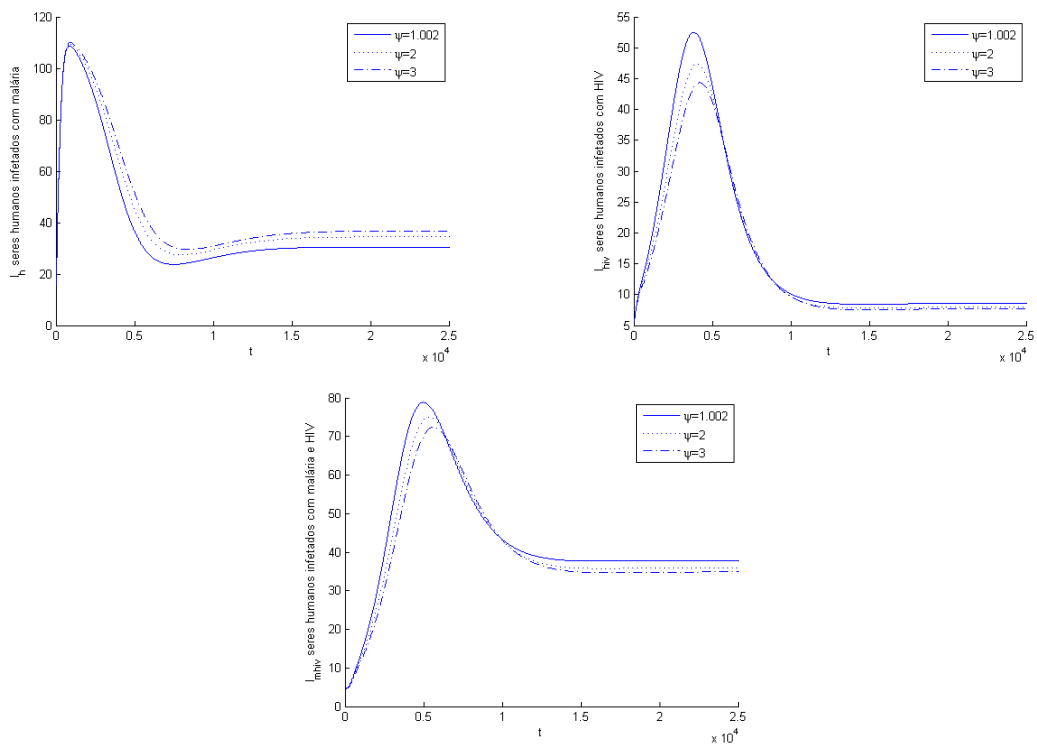 I_h seres humanos infetados com malária
120
100
80
60
40
20
0
ψ=1.002
ψ=2
ψ=3
0 0.5 1 1.5 2 2.5
t
x 10^4
I_hiv seres humanos infetados com HIV
55
50
45
40
35
30
25
20
15
10
5
ψ=1.002
ψ=2
ψ=3
0 0.5 1 1.5 2 2.5
t
x 10^4
I_mhiv seres humanos infetados com malária e HIV
80
70
60
50
40
30
20
10
0
ψ=1.002
ψ=2
ψ=3
0 0.5 1 1.5 2 2.5
t
x 10^4